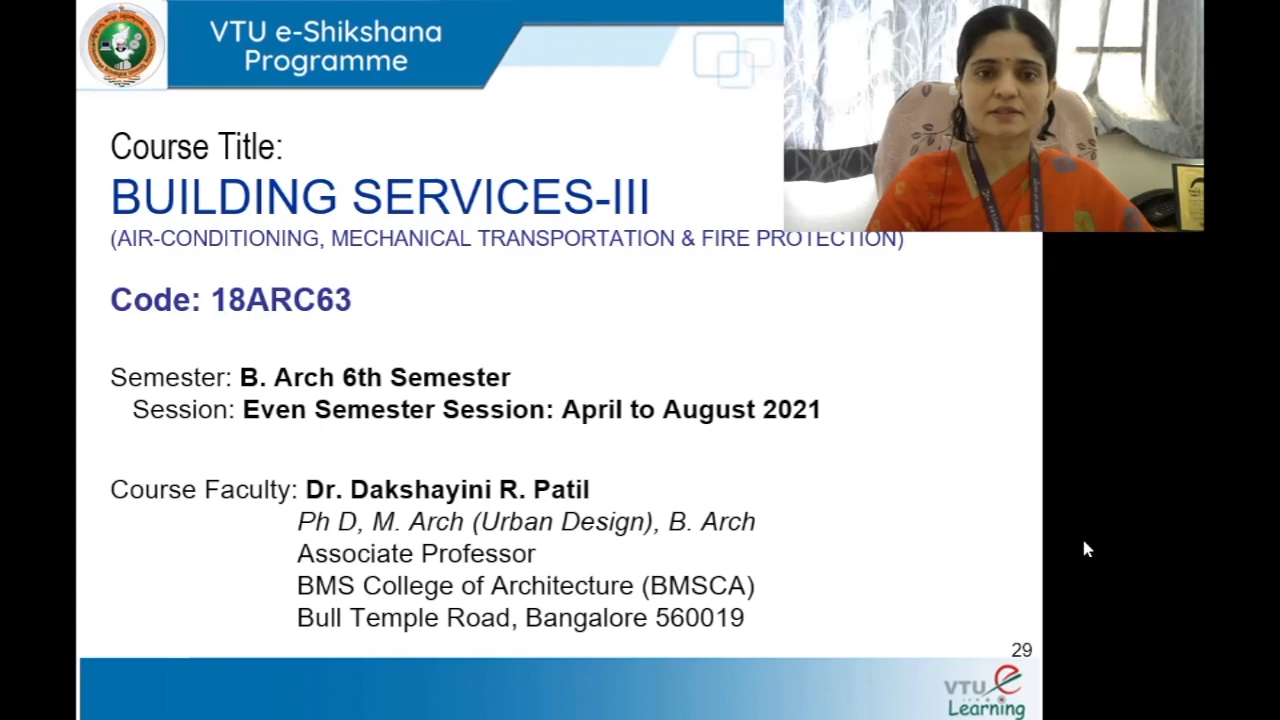 VTU e-Shikshana
Programme
Course Title:
BUILDING SERVICES-III
(AIR-CONDITIONING, MECHANICAL TRANSPORTATION & FIRE PROTECTION)
Code: 18ARC63
Semester: B. Arch 6th Semester
Session: Even Semester Session: April to August 2021
Course Faculty: Dr. Dakshayini R. Patil
Ph D, M. Arch (Urban Design), B. Arch
Associate Professor
BMS College of Architecture (BMSCA)
Bull Temple Road, Bangalore 560019
29
VTU e
Learning